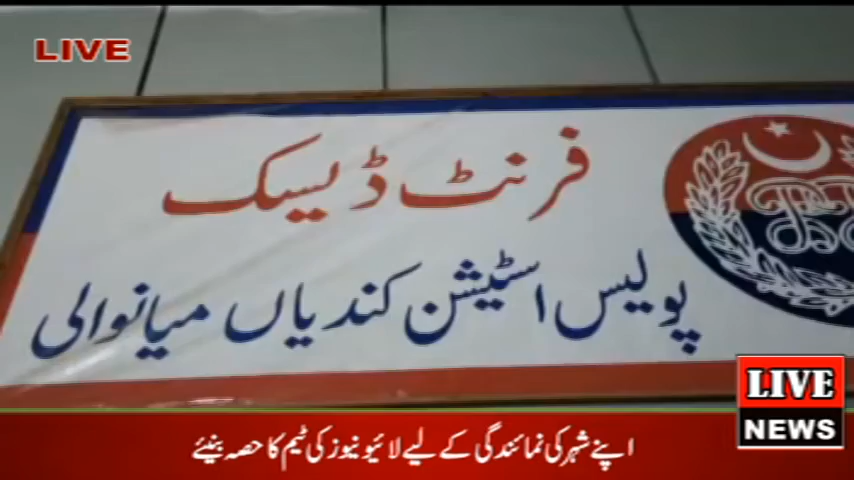 LIVE
فرنٹ ڈیسک
پولیس اسٹیشن کندیاں میانوالی
LIVE
NEWS
اپنے شہر کی نمائندگی کے لیے لائیو نیوز کی ٹیم کا حصہ بنیئے